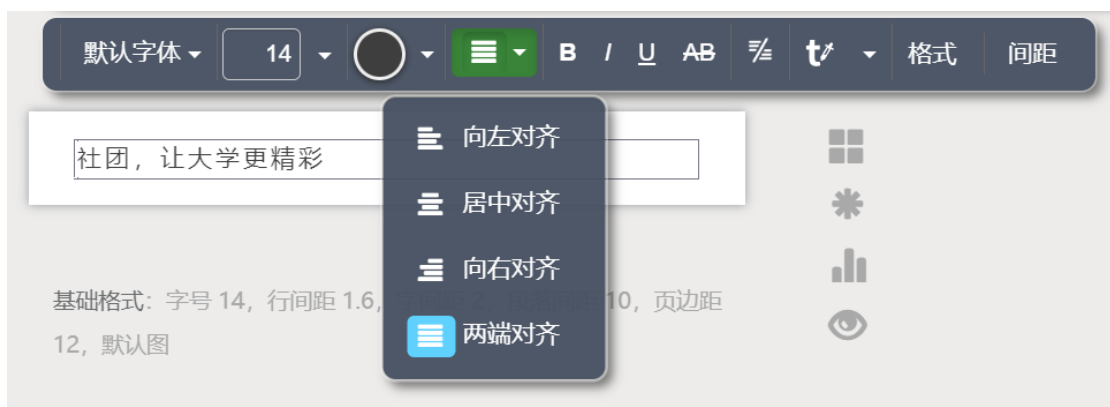 默认字体 14 B I U AB t 格式 间距
社团，让大学更精彩
向左对齐
居中对齐
向右对齐
两端对齐
基础格式：字号 14，行间距 1.6，
10，页边距
12，默认图